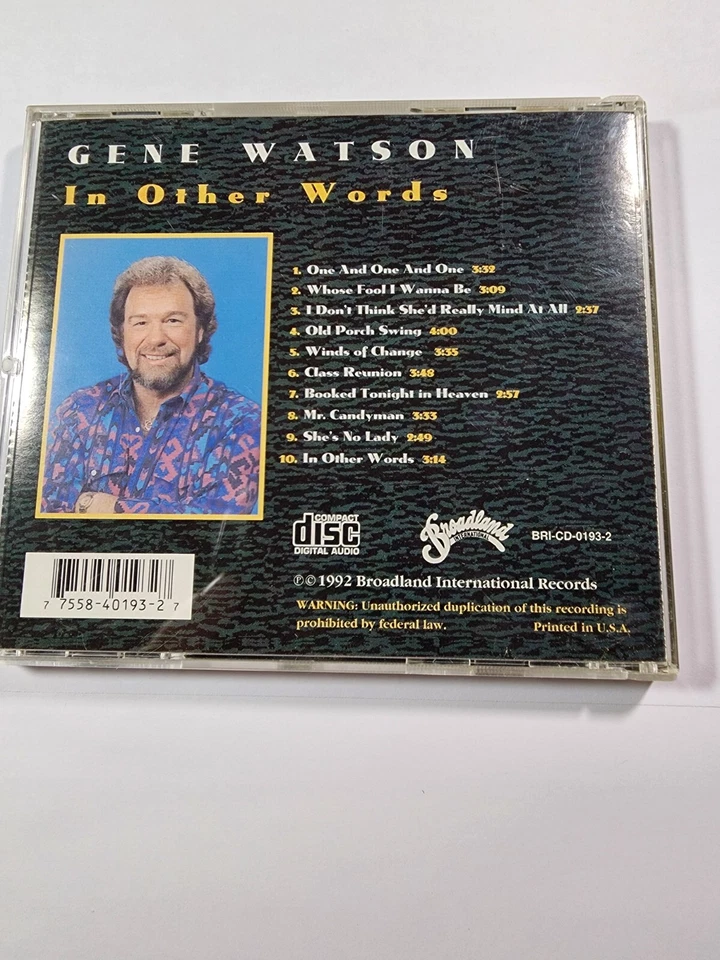 GENE WATSON
In Other Words
1. One And One And One 3:32
2. Whose Fool I Wanna Be 3:09
3. I Don't Think She'd Really Mind At All 2:37
4. Old Porch Swing 4:00
5. Winds of Change 3:35
6. Class Reunion 3:48
7. Booked Tonight in Heaven 2:57
8. Mr. Candyman 3:33
9. She's No Lady 2:49
10. In Other Words 3:14
COMPACT
disc
DIGITAL AUDIO
Broadland
INTERNATIONAL
BRI-CD-0193-2
℗©1992 Broadland International Records
WARNING: Unauthorized duplication of this recording is
prohibited by federal law. Printed in U.S.A.
7 7558-40193-2 7